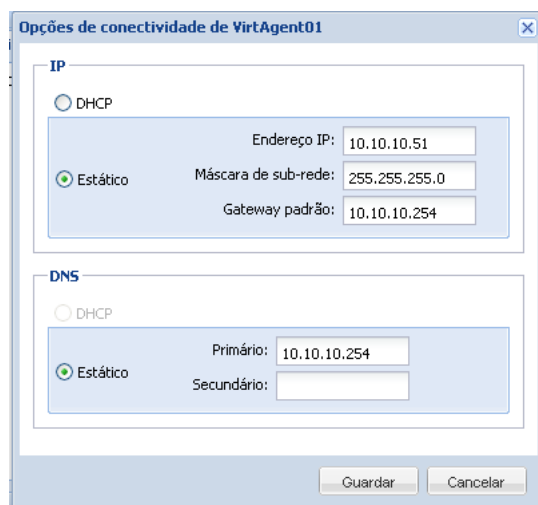 Opções de conectividade de VirtAgent01
IP
DHCP
Endereço IP: 10.10.10.51
Estático
Máscara de sub-rede: 255.255.255.0
Gateway padrão: 10.10.10.254
DNS
DHCP
Primário: 10.10.10.254
Estático
Secundário:
Guardar Cancelar